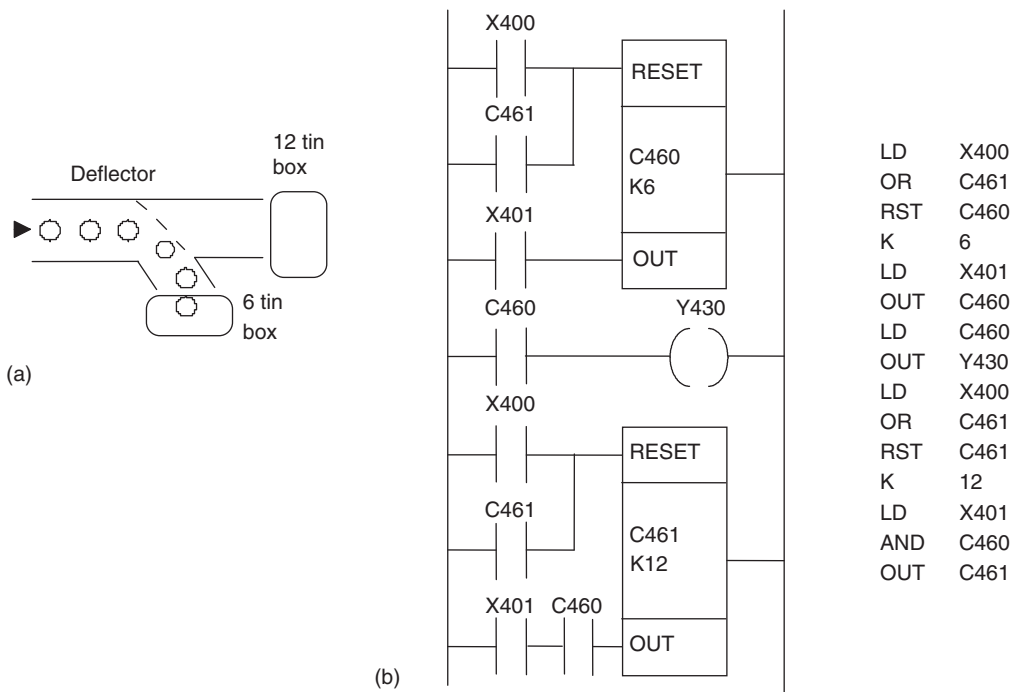 Deflector
12 tin
box
6 tin
box
(a)
X400
RESET
C461
C460
K6
X401
OUT
C460
Y430
X400
RESET
C461
C461
K12
X401 C460
OUT
(b)
LD X400
OR C461
RST C460
K 6
LD X401
OUT C460
LD C460
OUT Y430
LD X400
OR C461
RST C461
K 12
LD X401
AND C460
OUT C461